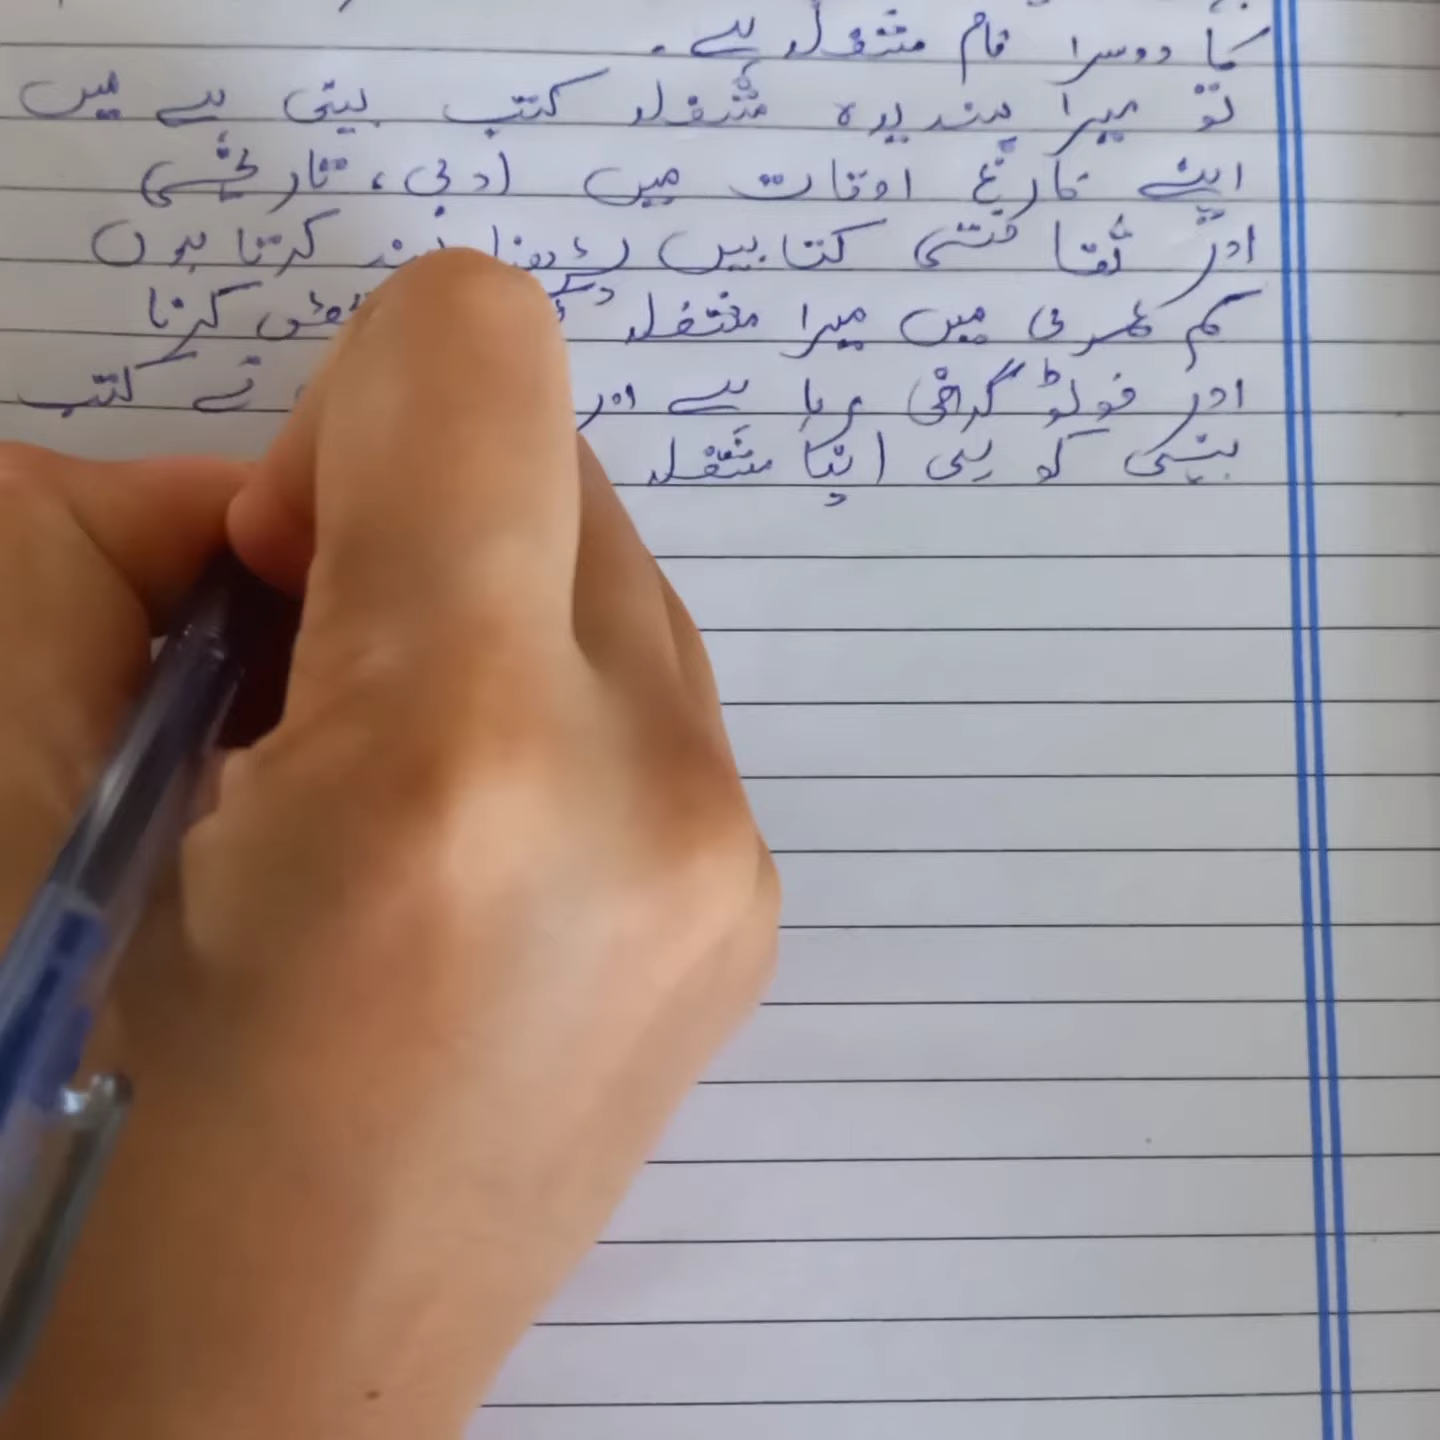 کا دوسرا نام مشغلہ ہے۔
تو میرا پسندیدہ مشغلہ کتب بینی ہے میں
اپنے فارغ اوقات میں ادبی، تاریخی
اور ثقافتی کتابیں پڑھنا پسند کرتا ہوں
کم عمری میں میرا مشغلہ کرنا
اور فوٹو گرافی رہا ہے اور نے کتب
بینی کو ہی اپنا مشغلہ